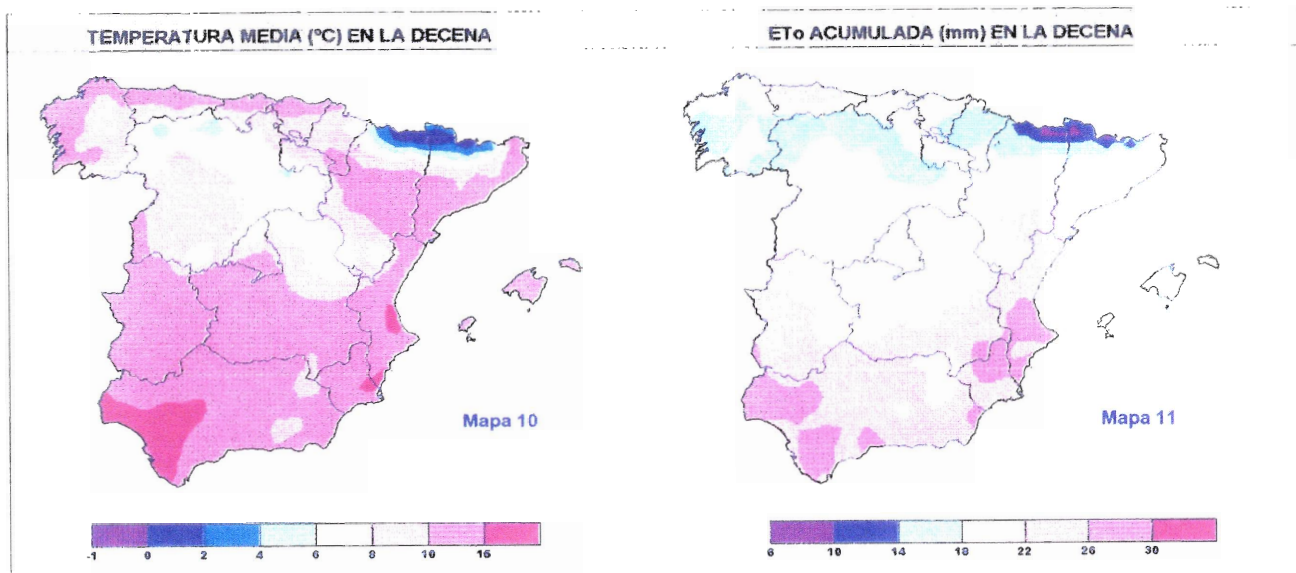 TEMPERATURA MEDIA (ºC) EN LA DECENA
Mapa 10
-1 0 2 4 6 8 10 16
ETo ACUMULADA (mm) EN LA DECENA
Mapa 11
6 10 14 18 22 26 30